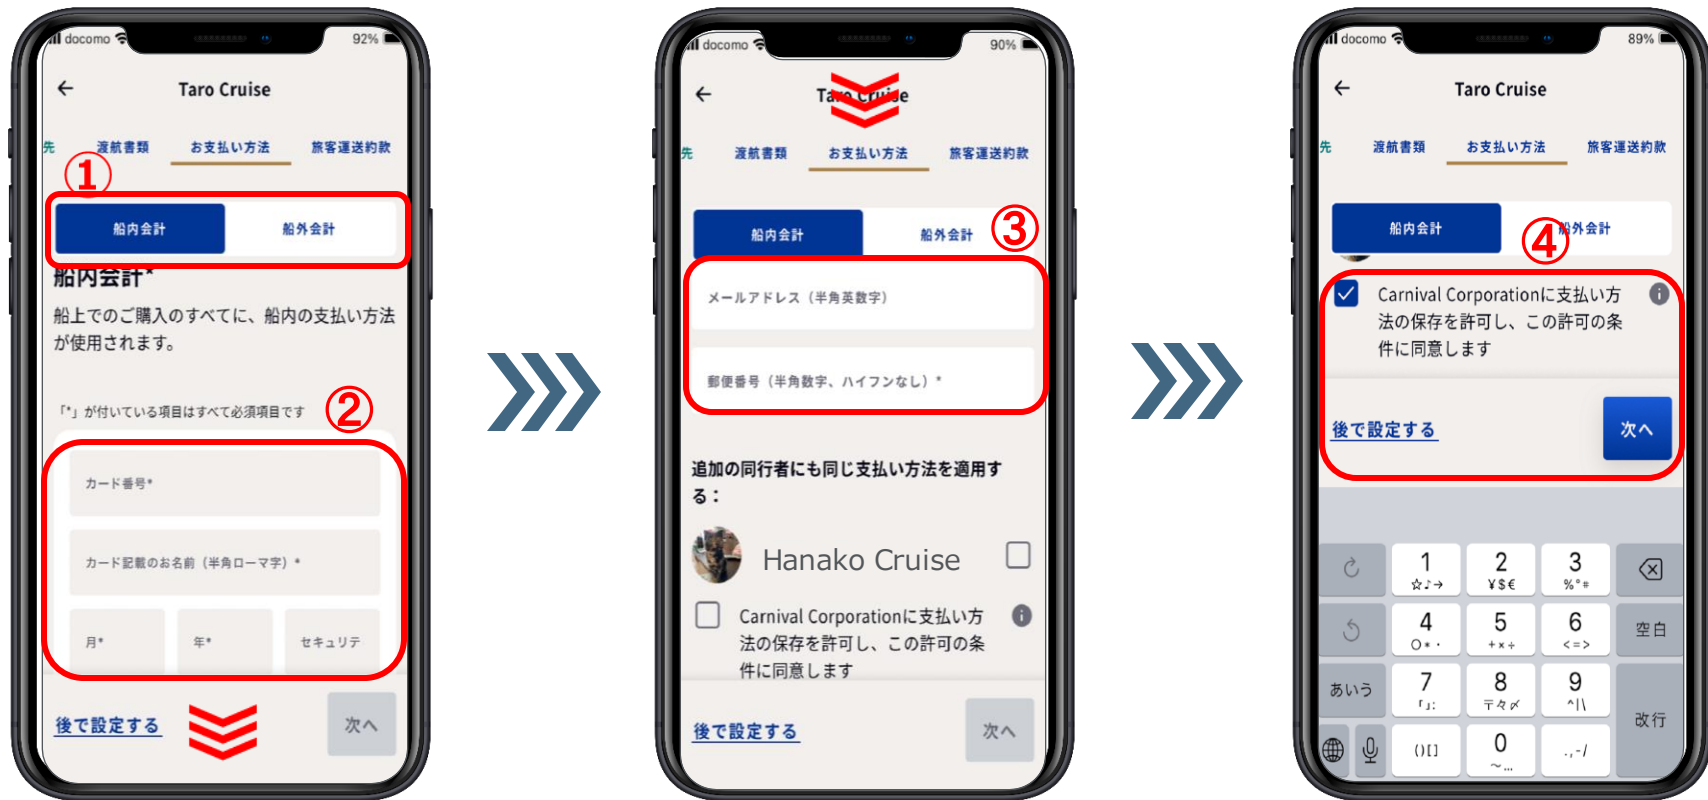 docomo 92%
Taro Cruise
先 渡航書類 お支払い方法 旅客運送約款
①
船内会計 船外会計
船内会計*
船上でのご購入のすべてに、船内の支払い方法
が使用されます。
「*」が付いている項目はすべて必須項目です
②
カード番号*
カード記載のお名前（半角ローマ字）*
月* 年* セキュリテ
後で設定する 次へ
docomo 90%
Taro Cruise
先 渡航書類 お支払い方法 旅客運送約款
船内会計 船外会計
③
メールアドレス（半角英数字）
郵便番号（半角数字、ハイフンなし）*
追加の同行者にも同じ支払い方法を適用す
る：
Hanako Cruise
Carnival Corporationに支払い方
法の保存を許可し、この許可の条
件に同意します
後で設定する 次へ
docomo 89%
Taro Cruise
先 渡航書類 お支払い方法 旅客運送約款
船内会計 船外会計
④
Carnival Corporationに支払い方
法の保存を許可し、この許可の条
件に同意します
後で設定する 次へ
1 2 3
☆♪→ ¥$€ %°#
4 5 6 空白
○*・ +×÷ <=>
あいう 7 8 9
「」: 〒々〆 ^|\
改行
()[] 0 .,-/
～…